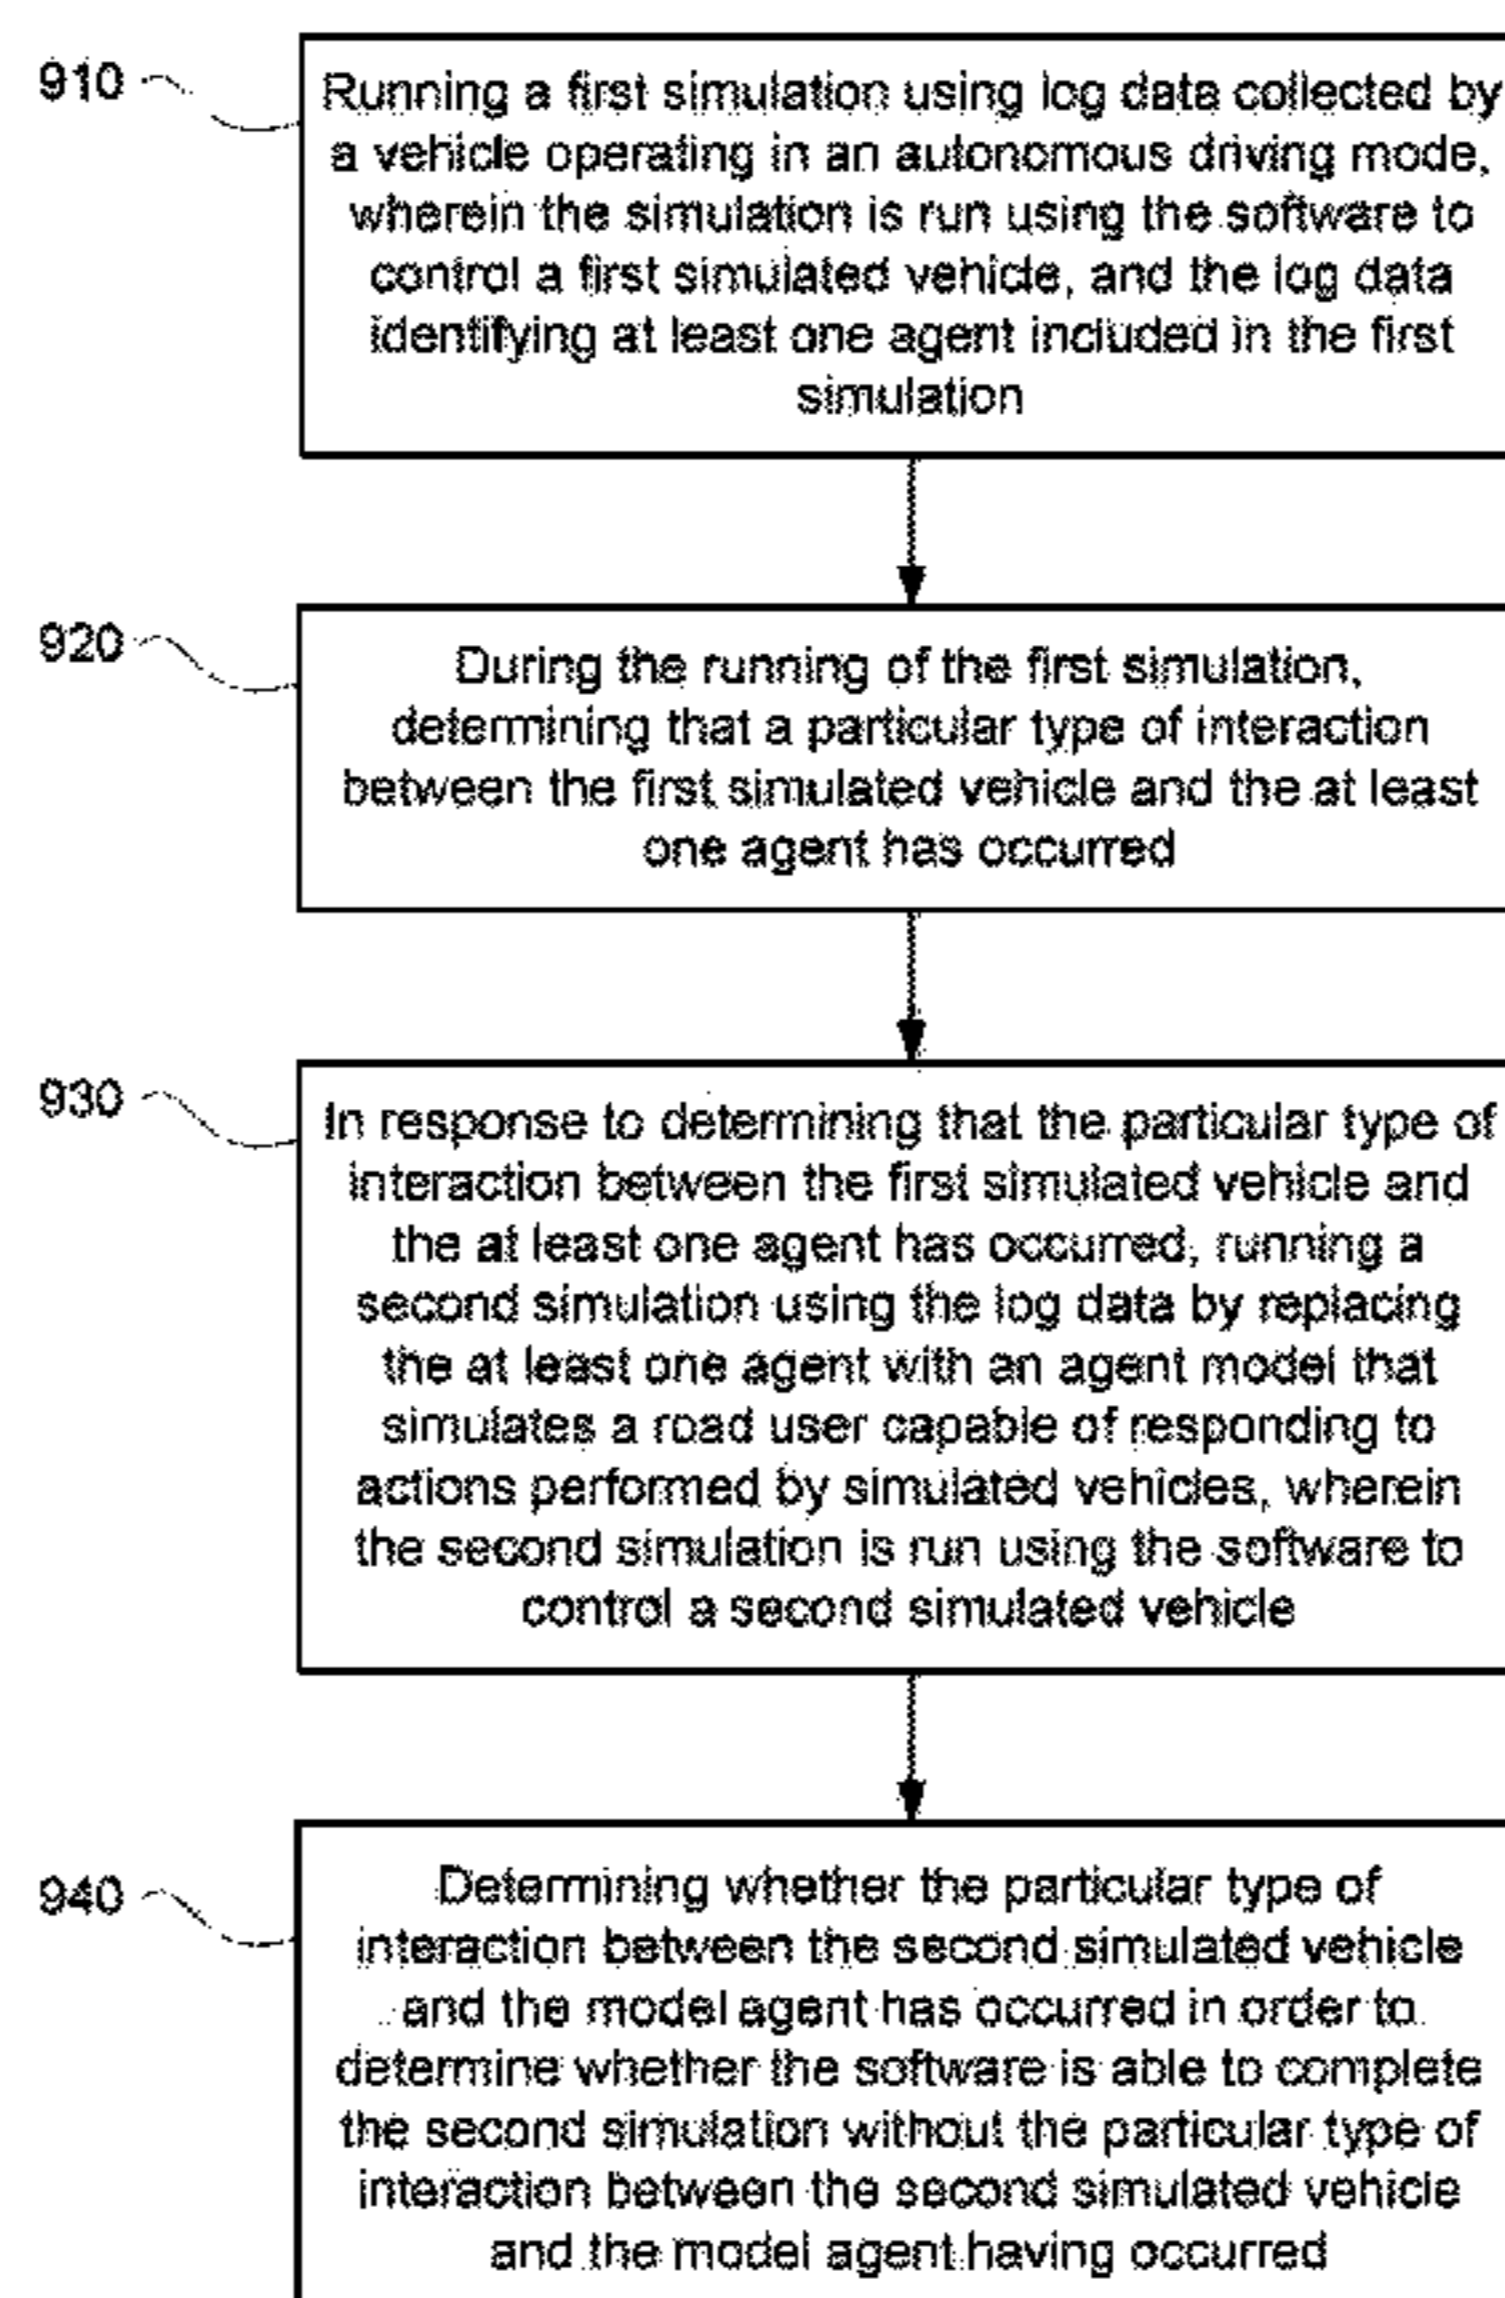 910
Running a first simulation using log data collected by
a vehicle operating in an autonomous driving mode,
wherein the simulation is run using the software to
control a first simulated vehicle, and the log data
identifying at least one agent included in the first
simulation
920
During the running of the first simulation,
determining that a particular type of interaction
between the first simulated vehicle and the at least
one agent has occurred
930
In response to determining that the particular type of
interaction between the first simulated vehicle and
the at least one agent has occurred, running a
second simulation using the log data by replacing
the at least one agent with an agent model that
simulates a road user capable of responding to
actions performed by simulated vehicles, wherein
the second simulation is run using the software to
control a second simulated vehicle
940
Determining whether the particular type of
interaction between the second simulated vehicle
and the model agent has occurred in order to
determine whether the software is able to complete
the second simulation without the particular type of
interaction between the second simulated vehicle
and the model agent having occurred